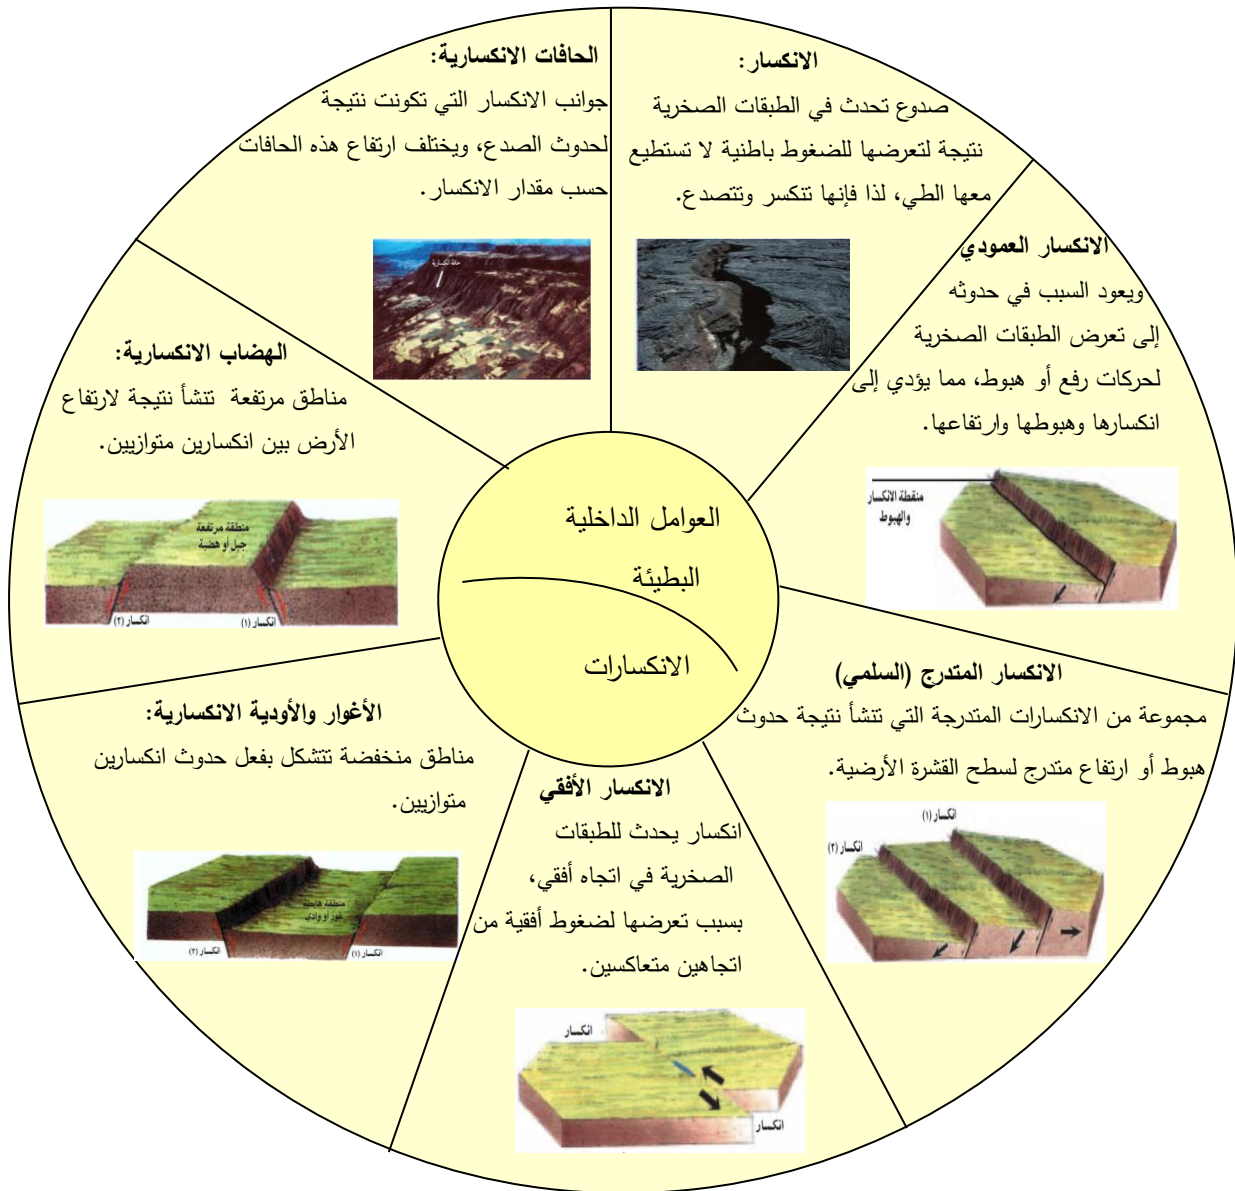 العوامل الداخلية
البطيئة
الانكسارات
الانكسار:
صدوع تحدث في الطبقات الصخرية
نتيجة لتعرضها للضغوط باطنية لا تستطيع
معها الطي، لذا فإنها تتكسر وتتصدع.
الانكسار العمودي
ويعود السبب في حدوثه
إلى تعرض الطبقات الصخرية
لحركات رفع أو هبوط، مما يؤدي إلى
انكسارها وهبوطها وارتفاعها.
منقطة الانكسار
والهبوط
الانكسار المتدرج (السلمي)
مجموعة من الانكسارات المتدرجة التي تتشأ نتيجة حدوث
هبوط أو ارتفاع متدرج لسطح القشرة الأرضية.
انكسار (١)
انكسار (٢)
الانكسار الأفقي
انكسار يحدث للطبقات
الصخرية في اتجاه أفقي،
بسبب تعرضها لضغوط أفقية من
اتجاهين متعاكسين.
انكسار
انكسار
الأغوار والأودية الانكسارية:
مناطق منخفضة تتشكل بفعل حدوث انكسارين
متوازيين.
منطقة هابطة
غور أو وادي
انكسار (١)
انكسار (٢)
الهضاب الانكسارية:
مناطق مرتفعة تتشأ نتيجة لارتفاع
الأرض بين انكسارين متوازيين.
منطقة مرتفعة
جبل أو هضبة
انكسار (١)
انكسار (٢)
الحافات الانكسارية:
جوانب الانكسار التي تكونت نتيجة
لحدوث الصدع، ويختلف ارتفاع هذه الحافات
حسب مقدار الانكسار.
حافة انكسارية